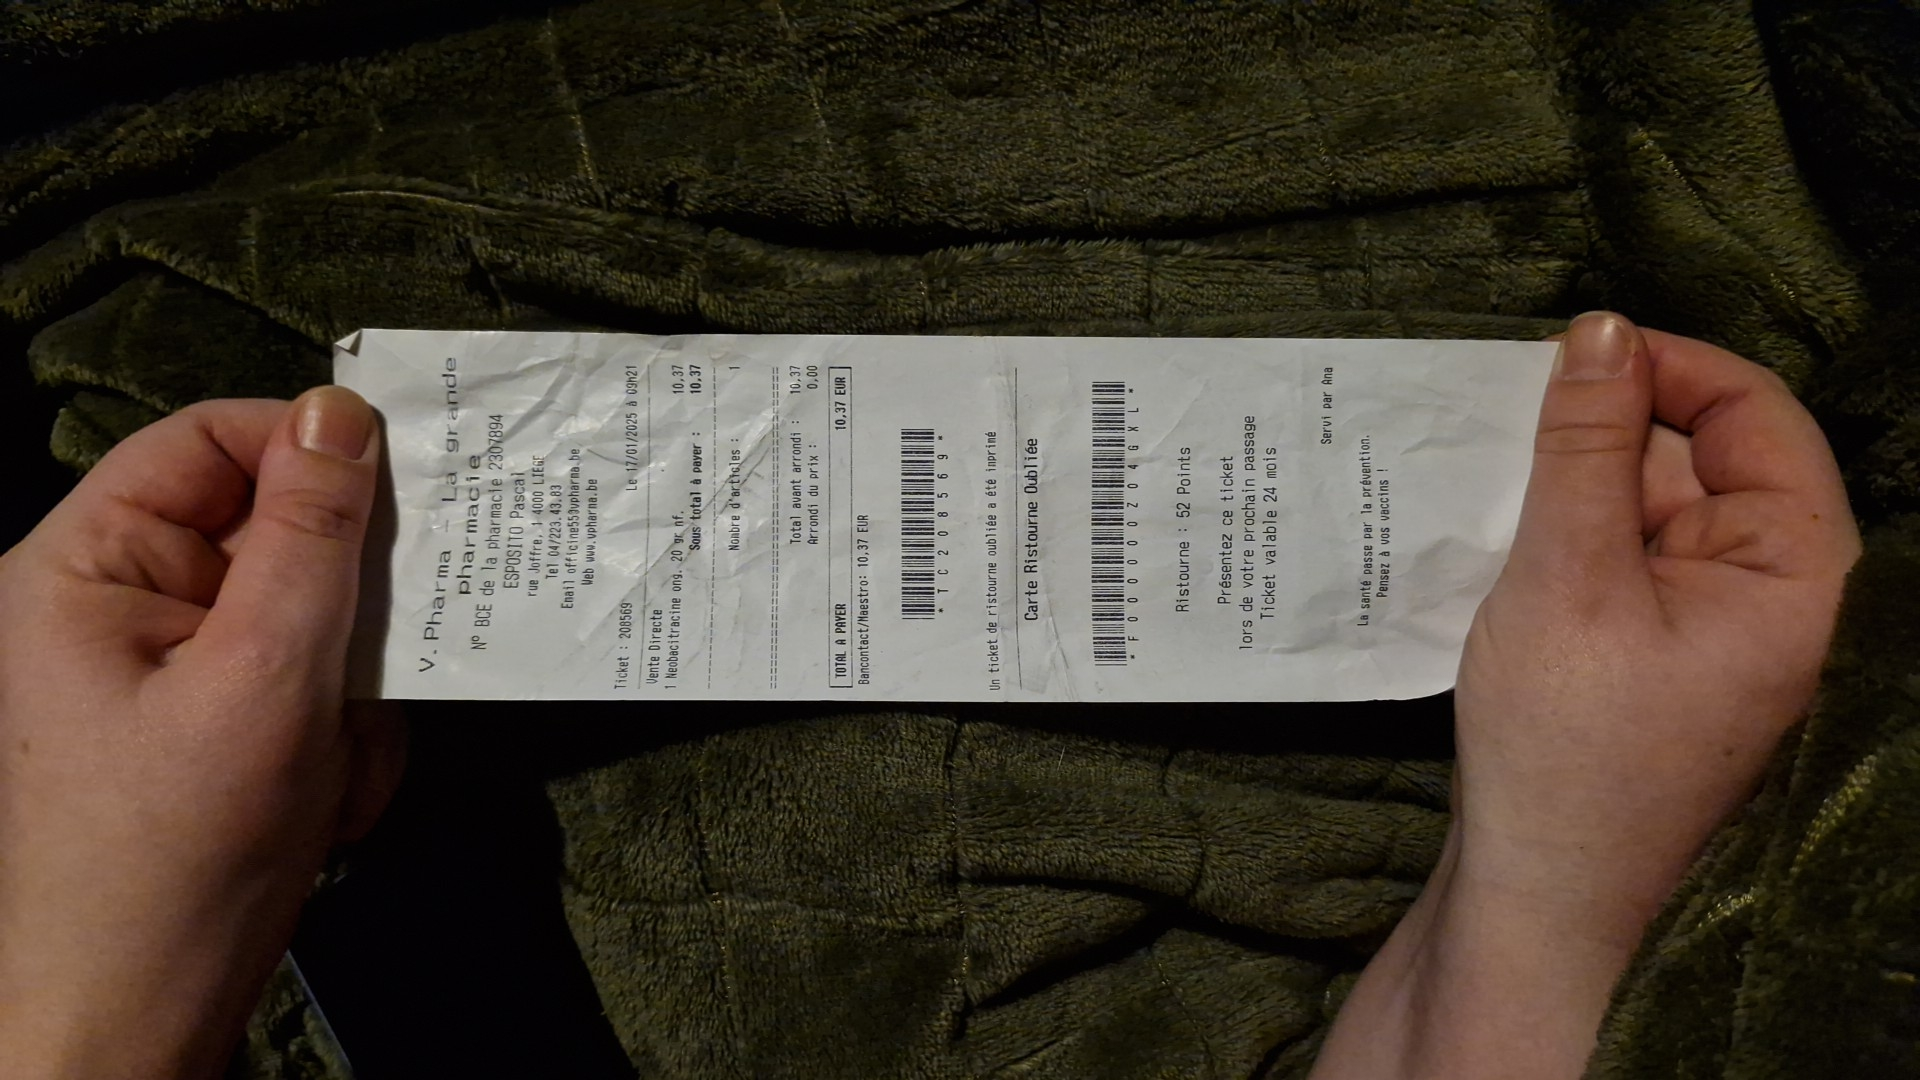 V.Pharma - La grande
pharmacie
N° BCE de la pharmacie 2307894
ESPOSITO Pascal
rue Joffre, 1 4000 LIEGE
Tel 04/223.43.83
Email officine553@vpharma.be
Web www.vpharma.be
Ticket : 208569 Le 17/01/2025 à 09h21
Vente Directe
1 Neobacitracine ong. 20 gr nf. 10,37
Sous total à payer : 10,37
Nombre d'articles : 1
Total avant arrondi : 10,37
Arrondi du prix : 0,00
TOTAL A PAYER 10,37 EUR
Bancontact/Maestro: 10,37 EUR
* T C 2 0 8 5 6 9 *
Un ticket de ristourne oubliée a été imprimé
Carte Ristourne Oubliée
* F 0 0 0 0 0 Z 0 4 G X L *
Ristourne : 52 Points
Présentez ce ticket
lors de votre prochain passage
Ticket valable 24 mois
Servi par Ana
La santé passe par la prévention.
Pensez à vos vaccins !